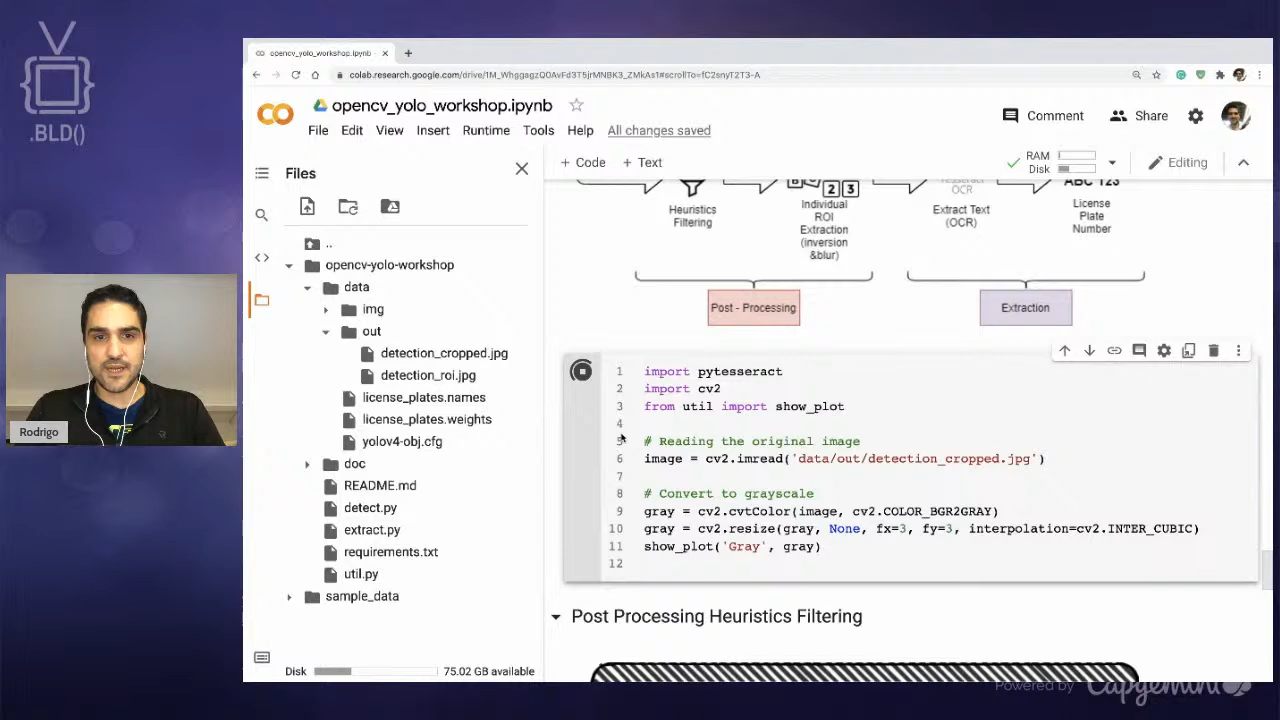 .BLD()
opencv_yolo_workshop.ipynb
colab.research.google.com/drive/1M_WhggagzQ0AvFd3T5jrMNBK3_ZMkAs1#scrollTo=fC2snyT2T3-A
opencv_yolo_workshop.ipynb
File Edit View Insert Runtime Tools Help All changes saved
Comment Share
Files
+ Code + Text
RAM
Disk
Editing
..
opencv-yolo-workshop
data
img
out
detection_cropped.jpg
detection_roi.jpg
license_plates.names
license_plates.weights
yolov4-obj.cfg
doc
README.md
detect.py
extract.py
requirements.txt
util.py
sample_data
Disk 75.02 GB available
Heuristics
Filtering
2 3
Individual
ROI
Extraction
(inversion
&blur)
OCR
Extract Text
(OCR)
ABC 123
License
Plate
Number
Post - Processing
Extraction
1 import pytesseract
2 import cv2
3 from util import show_plot
4
5 # Reading the original image
6 image = cv2.imread('data/out/detection_cropped.jpg')
7
8 # Convert to grayscale
9 gray = cv2.cvtColor(image, cv2.COLOR_BGR2GRAY)
10 gray = cv2.resize(gray, None, fx=3, fy=3, interpolation=cv2.INTER_CUBIC)
11 show_plot('Gray', gray)
12
Post Processing Heuristics Filtering
Rodrigo
Powered by Capgemini